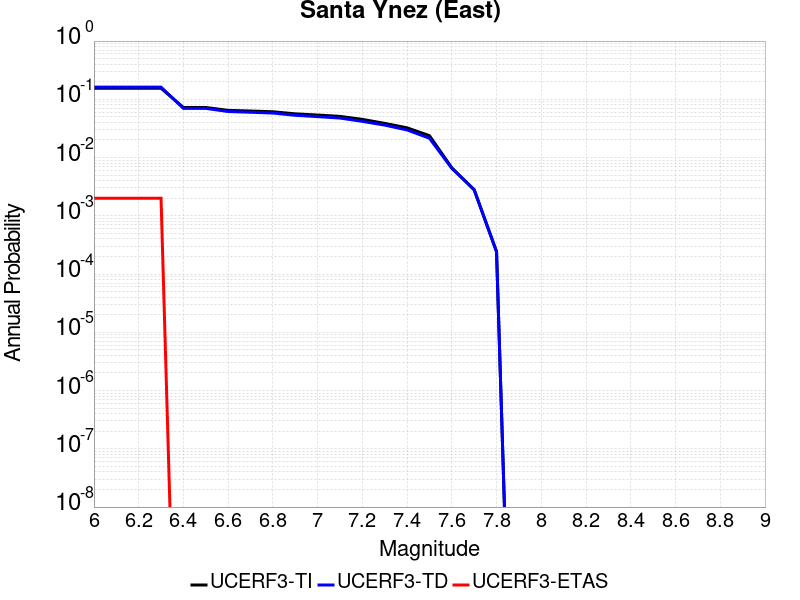 Santa Ynez (East)
10^0
10^-1
10^-2
10^-3
10^-4
10^-5
10^-6
10^-7
10^-8
Annual Probability
6 6.2 6.4 6.6 6.8 7 7.2 7.4 7.6 7.8 8 8.2 8.4 8.6 8.8 9
Magnitude
UCERF3-TI UCERF3-TD UCERF3-ETAS